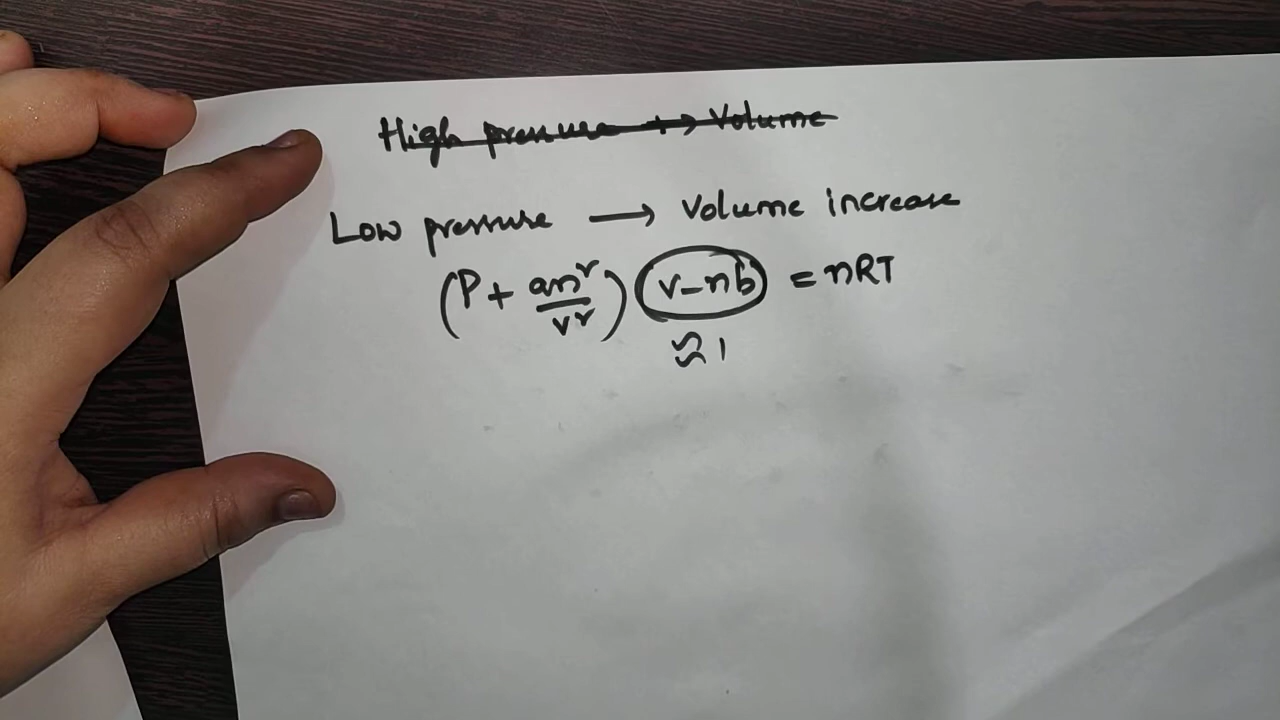 High pressure → Volume
Low pressure → Volume increase
(P + an²/v²) (v-nb) = nRT
≈ 1